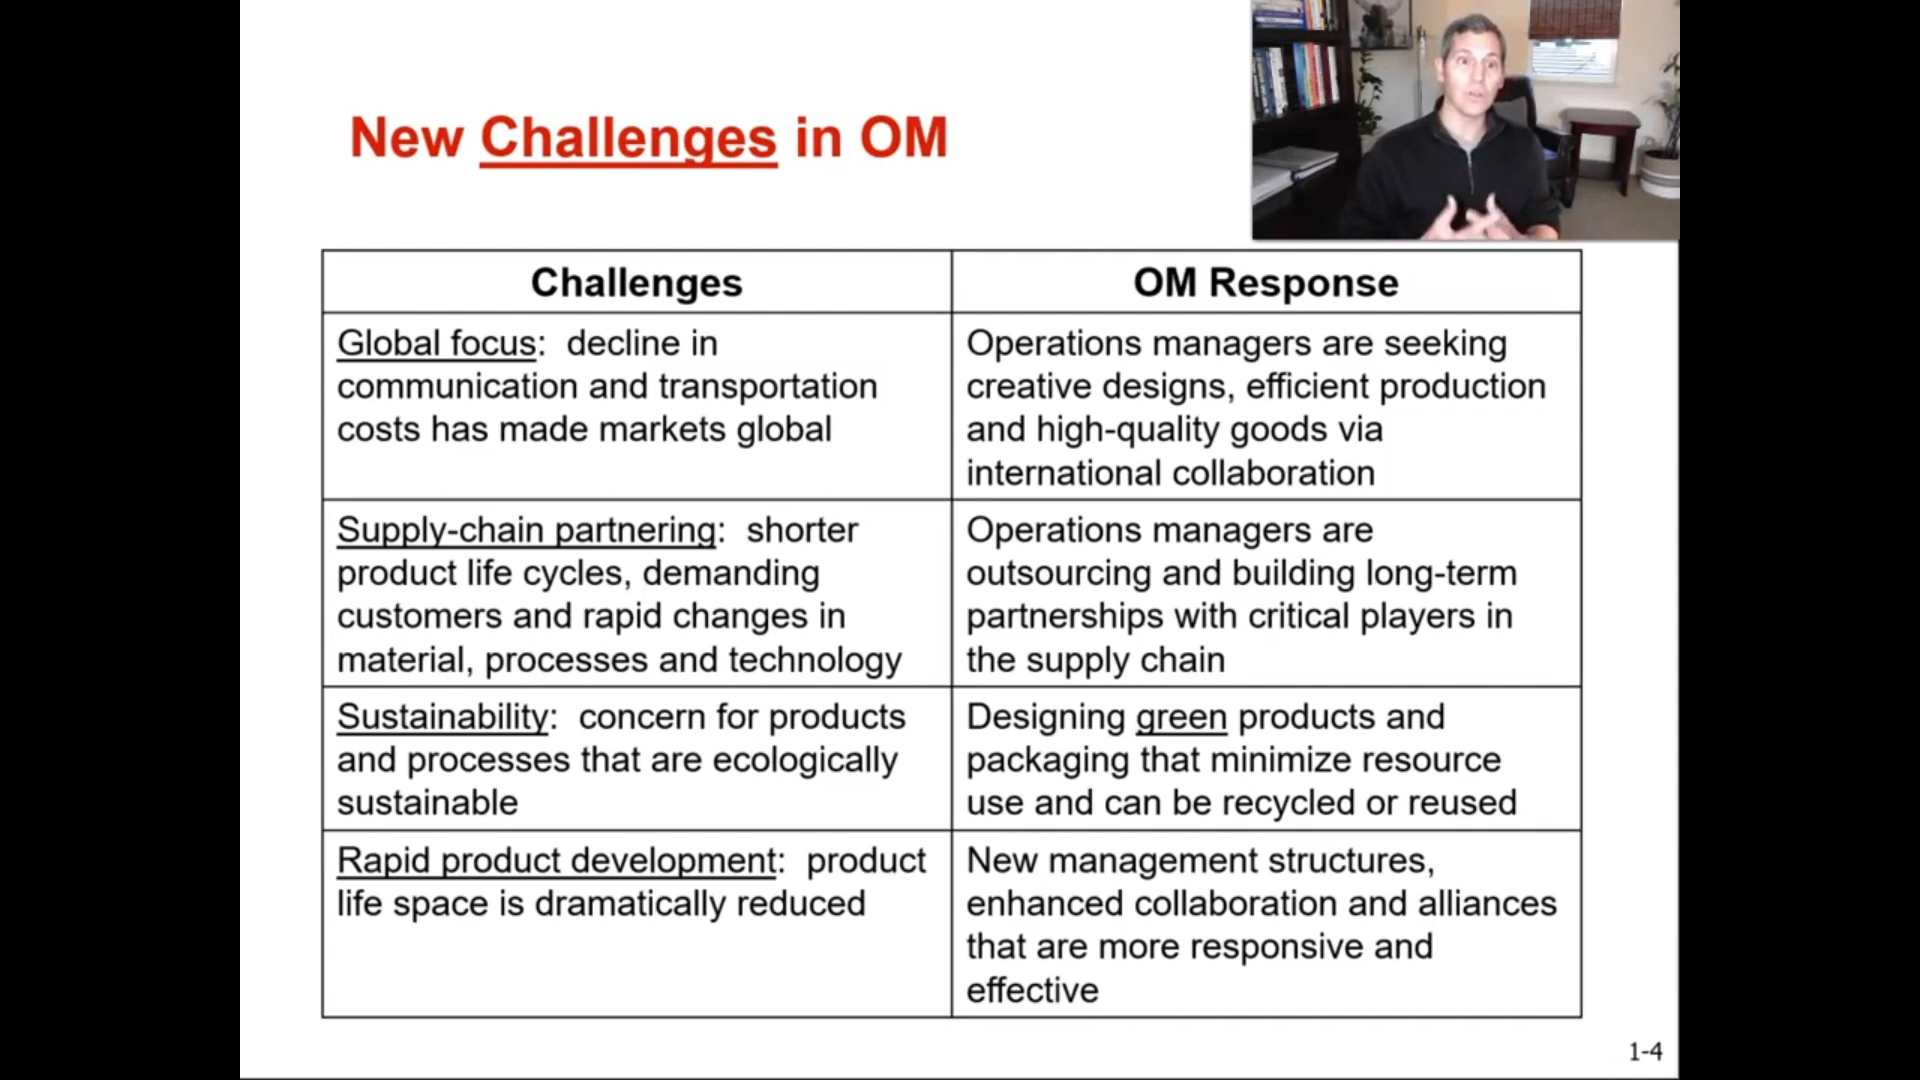 New Challenges in OM
Challenges
OM Response
Global focus: decline in
communication and transportation
costs has made markets global
Operations managers are seeking
creative designs, efficient production
and high-quality goods via
international collaboration
Supply-chain partnering: shorter
product life cycles, demanding
customers and rapid changes in
material, processes and technology
Operations managers are
outsourcing and building long-term
partnerships with critical players in
the supply chain
Sustainability: concern for products
and processes that are ecologically
sustainable
Designing green products and
packaging that minimize resource
use and can be recycled or reused
Rapid product development: product
life space is dramatically reduced
New management structures,
enhanced collaboration and alliances
that are more responsive and
effective
1-4